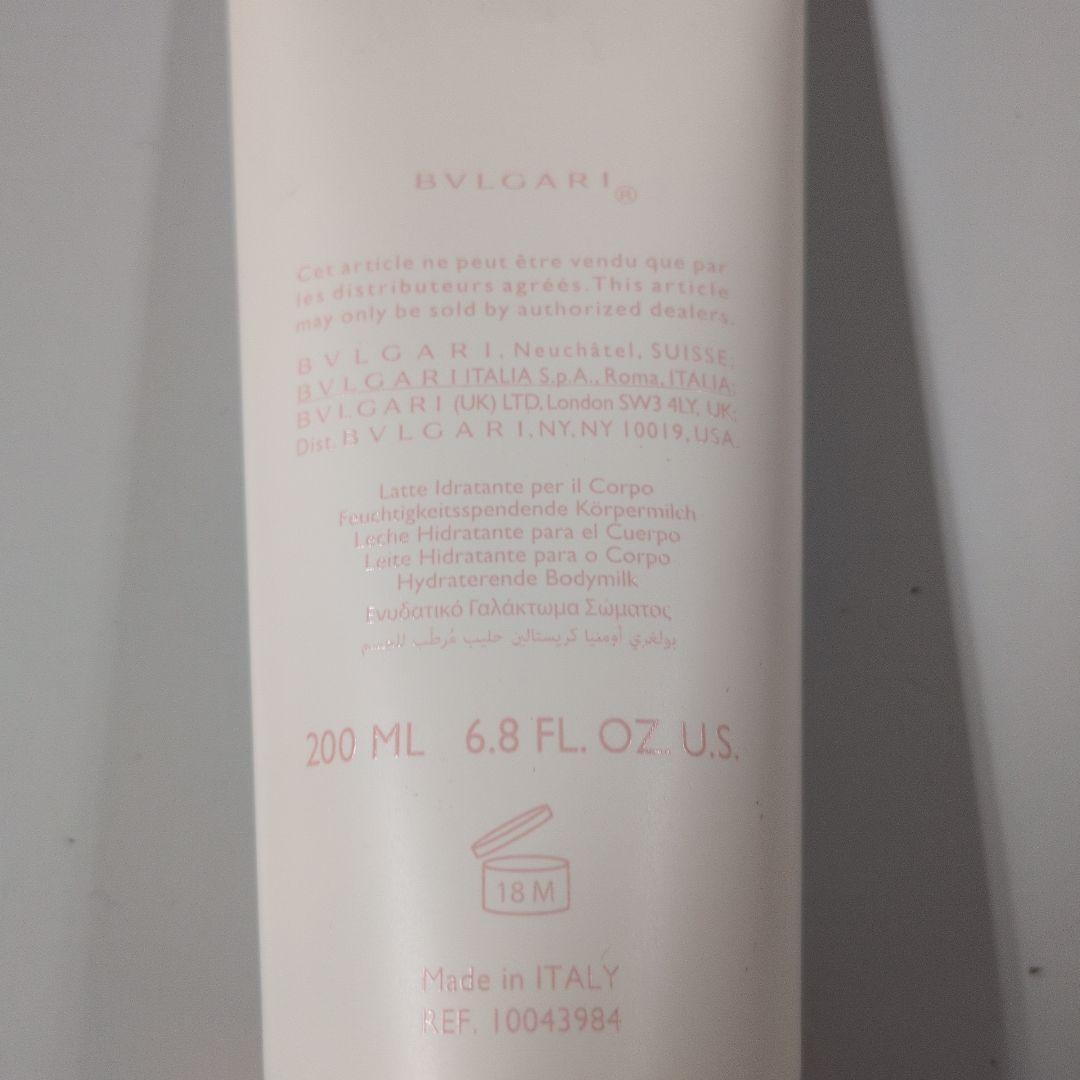 BVLGARI®
Cet article ne peut être vendu que par
les distributeurs agréés. This article
may only be sold by authorized dealers.
BVLGARI, Neuchâtel, SUISSE;
BVLGARI ITALIA S.p.A., Roma, ITALIA;
BVLGARI (UK) LTD, London SW3 4LY, UK;
Dist. BVLGARI, NY, NY 10019, USA.
Latte Idratante per il Corpo
Feuchtigkeitsspendende Körpermilch
Leche Hidratante para el Cuerpo
Leite Hidratante para o Corpo
Hydraterende Bodymilk
Ενυδατικό Γαλάκτωμα Σώματος
بولغري أومنيا كريستالين حليب مُرطّب للجسم
200 ML 6.8 FL. OZ. U.S.
18 M
Made in ITALY
REF. 10043984